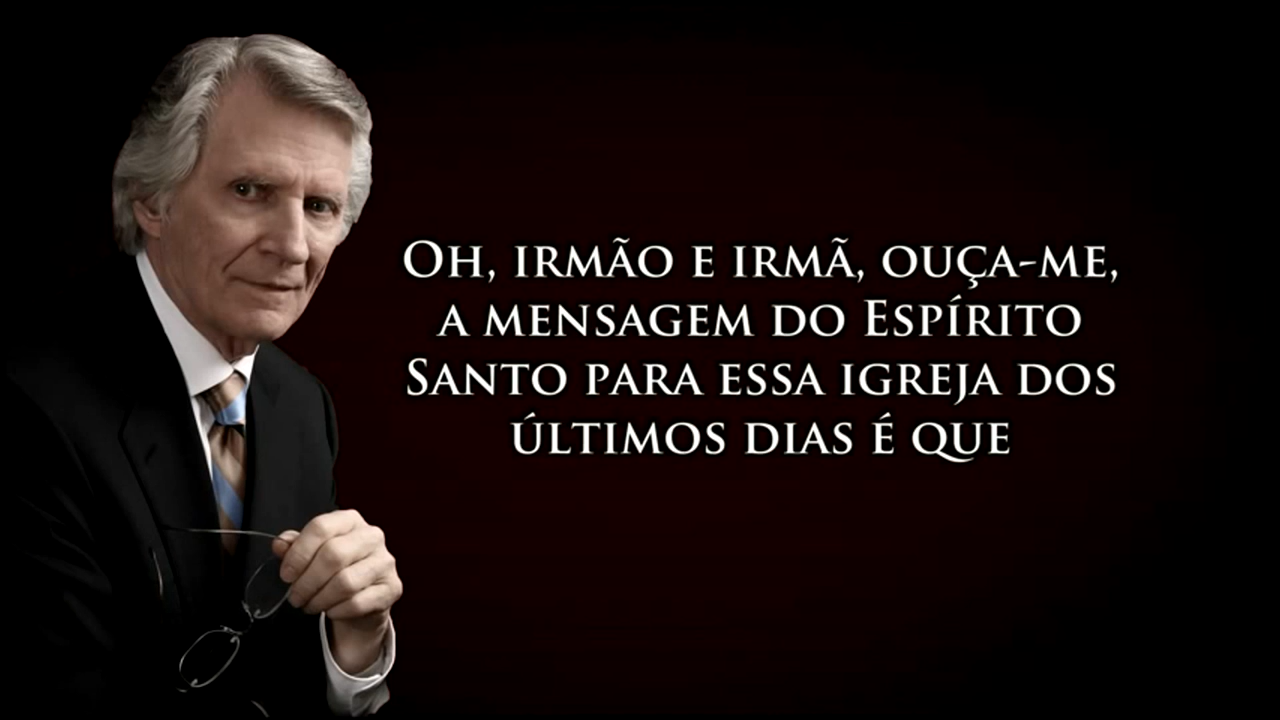 Oh, irmão e irmã, ouça-me,
a mensagem do Espírito
Santo para essa igreja dos
últimos dias é que